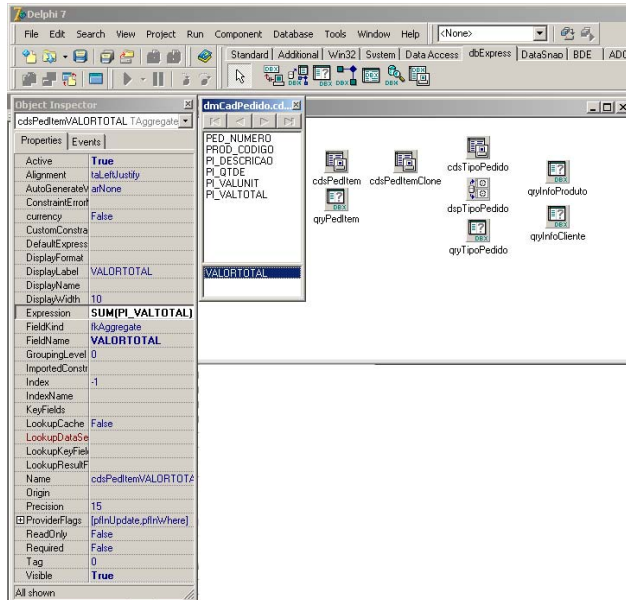 Delphi 7
File Edit Search View Project Run Component Database Tools Window Help <None>
Standard Additional Win32 System Data Access dbExpress DataSnap BDE ADO
Object Inspector
cdsPedItemVALORTOTAL TAggregate
Properties Events
Active True
Alignment taLeftJustify
AutoGenerateV arNone
ConstraintErrorM
currency False
CustomConstra
DefaultExpress
DisplayFormat
DisplayLabel VALORTOTAL
DisplayName
DisplayWidth 10
Expression SUM(PI_VALTOTAL)
FieldKind fkAggregate
FieldName VALORTOTAL
GroupingLevel 0
ImportedConstr
Index -1
IndexName
KeyFields
LookupCache False
LookupDataSe
LookupKeyField
LookupResultF
Name cdsPedItemVALORTOTA
Origin
Precision 15
ProviderFlags [pfInUpdate,pfInWhere]
ReadOnly False
Required False
Tag 0
Visible True
All shown
dmCadPedido.cd...
PED_NUMERO
PROD_CODIGO
PI_DESCRICAO
PI_QTDE
PI_VALUNIT
PI_VALTOTAL
VALORTOTAL
cdsPedItem
cdsPedItemClone
cdsTipoPedido
qryPedItem
dspTipoPedido
qryTipoPedido
qryInfoProduto
qryInfoCliente